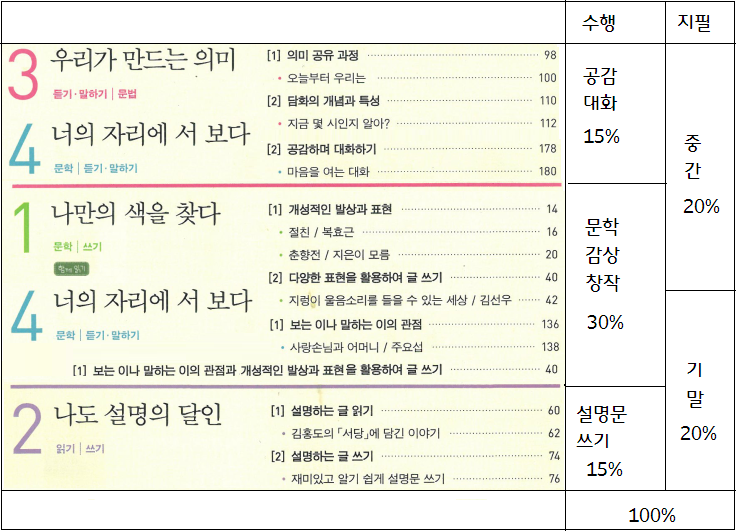 수행 지필
3 우리가 만드는 의미
듣기·말하기 | 문법
[1] 의미 공유 과정 98
• 오늘부터 우리는 100
[2] 담화의 개념과 특성 110
• 지금 몇 시인지 알아? 112
4 너의 자리에 서 보다
문학 | 듣기·말하기
[2] 공감하며 대화하기 178
• 마음을 여는 대화 180
공감
대화
15%
1 나만의 색을 찾다
문학 | 쓰기
함께 읽기
[1] 개성적인 발상과 표현 14
• 절친 / 복효근 16
• 춘향전 / 지은이 모름 20
[2] 다양한 표현을 활용하여 글 쓰기 40
• 지렁이 울음소리를 들을 수 있는 세상 / 김선우 42
4 너의 자리에 서 보다
문학 | 듣기·말하기
[1] 보는 이나 말하는 이의 관점 136
• 사랑손님과 어머니 / 주요섭 138
[1] 보는 이나 말하는 이의 관점과 개성적인 발상과 표현을 활용하여 글 쓰기 40
문학
감상
창작
30%
중
간
20%
2 나도 설명의 달인
읽기 | 쓰기
[1] 설명하는 글 읽기 60
• 김홍도의 「서당」에 담긴 이야기 62
[2] 설명하는 글 쓰기 74
• 재미있고 알기 쉽게 설명문 쓰기 76
설명문
쓰기
15%
기
말
20%
100%